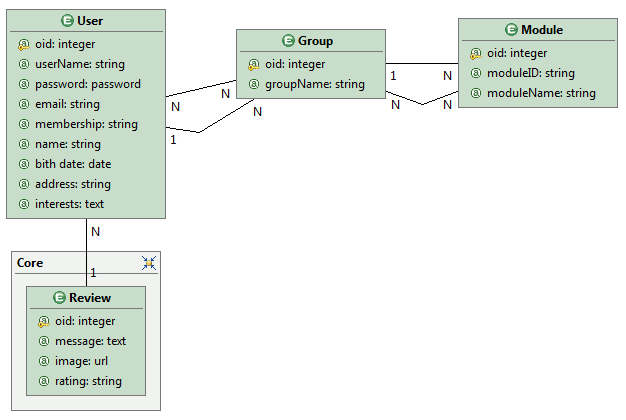 User
oid: integer
userName: string
password: password
email: string
membership: string
name: string
bith date: date
address: string
interests: text
N
N
1
N
Group
oid: integer
groupName: string
1
N
N
N
Module
oid: integer
moduleID: string
moduleName: string
N
1
Core
Review
oid: integer
message: text
image: url
rating: string